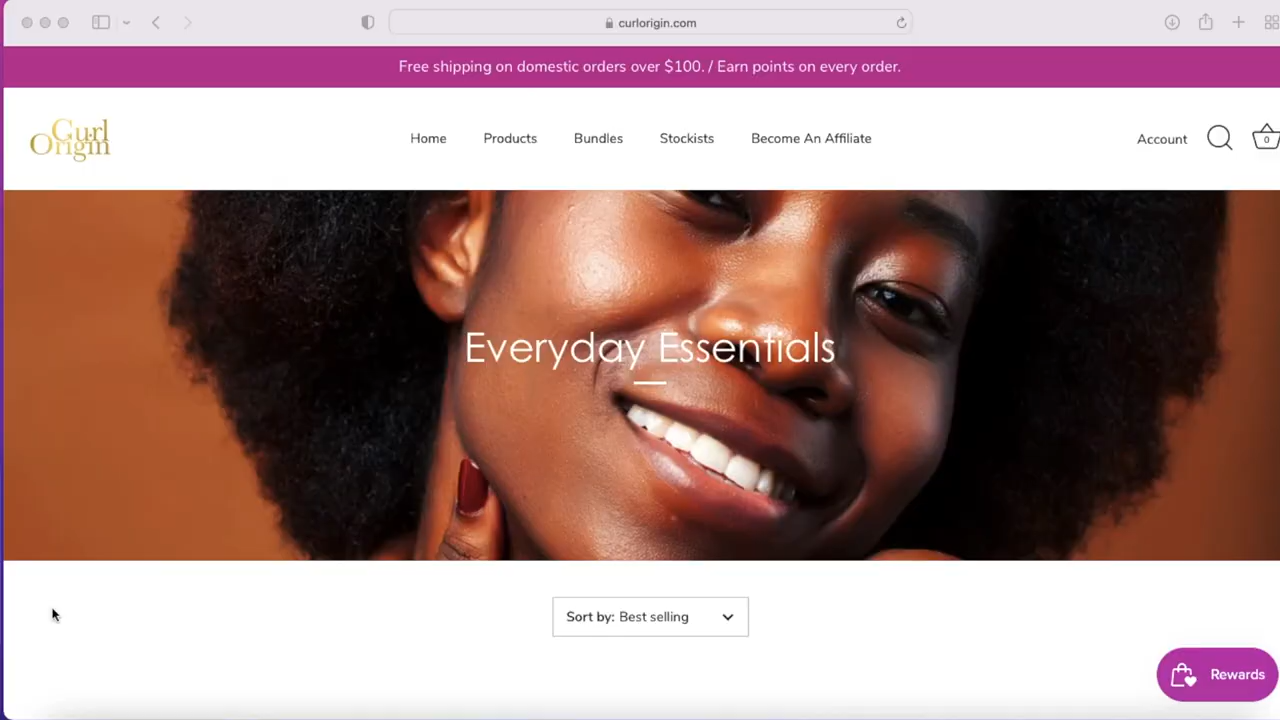 curlorigin.com
Free shipping on domestic orders over $100. / Earn points on every order.
Curl
Origin
Home
Products
Bundles
Stockists
Become An Affiliate
Account
0
Everyday Essentials
Sort by: Best selling
Rewards